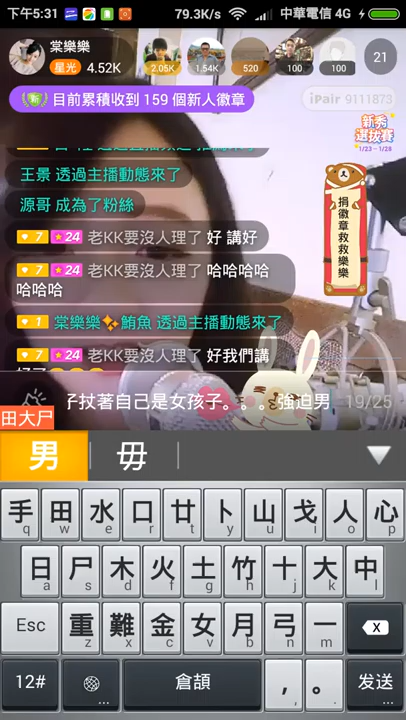 下午5:31 79.3K/s 中華電信 4G
棠樂樂
星光 4.52K 2.05K 1.54K 520 100 100 21
新 目前累積收到 159 個新人徽章
iPair 9111873
新秀
選拔賽
1/23－1/28
捐徽章救救樂樂
王景 透過主播動態來了
源哥 成為了粉絲
7 24 老KK要沒人理了 好 講好
7 24 老KK要沒人理了 哈哈哈哈
哈哈哈
1 棠樂樂✨鮪魚 透過主播動態來了
7 24 老KK要沒人理了 好我們講
子扙著自己是女孩子。。。強迫男 19/25
田大尸
男 毋
手 田 水 口 廿 卜 山 戈 人 心
q w e r t y u i o p
日 尸 木 火 土 竹 十 大 中
a s d f g h j k l
Esc 重 難 金 女 月 弓 一 X
z x c v b n m
12# 倉頡 ， 。 发送